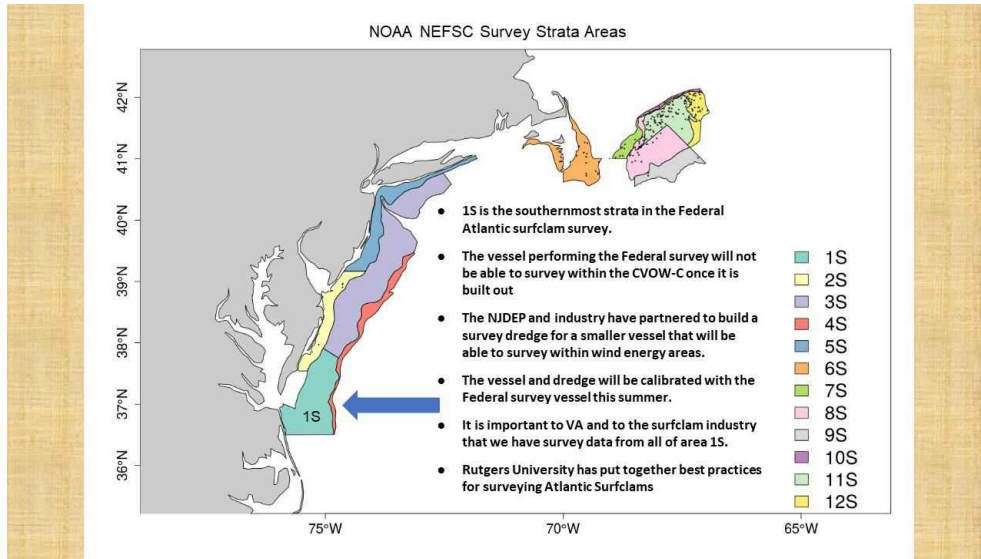 NOAA NEFSC Survey Strata Areas
42°N
41°N
40°N
39°N
38°N
37°N
36°N
75°W
70°W
65°W
1S
● 1S is the southernmost strata in the Federal
Atlantic surfclam survey.
● The vessel performing the Federal survey will not
be able to survey within the CVOW-C once it is
built out
● The NJDEP and industry have partnered to build a
survey dredge for a smaller vessel that will be
able to survey within wind energy areas.
● The vessel and dredge will be calibrated with the
Federal survey vessel this summer.
● It is important to VA and to the surfclam industry
that we have survey data from all of area 1S.
● Rutgers University has put together best practices
for surveying Atlantic Surfclams
1S
2S
3S
4S
5S
6S
7S
8S
9S
10S
11S
12S